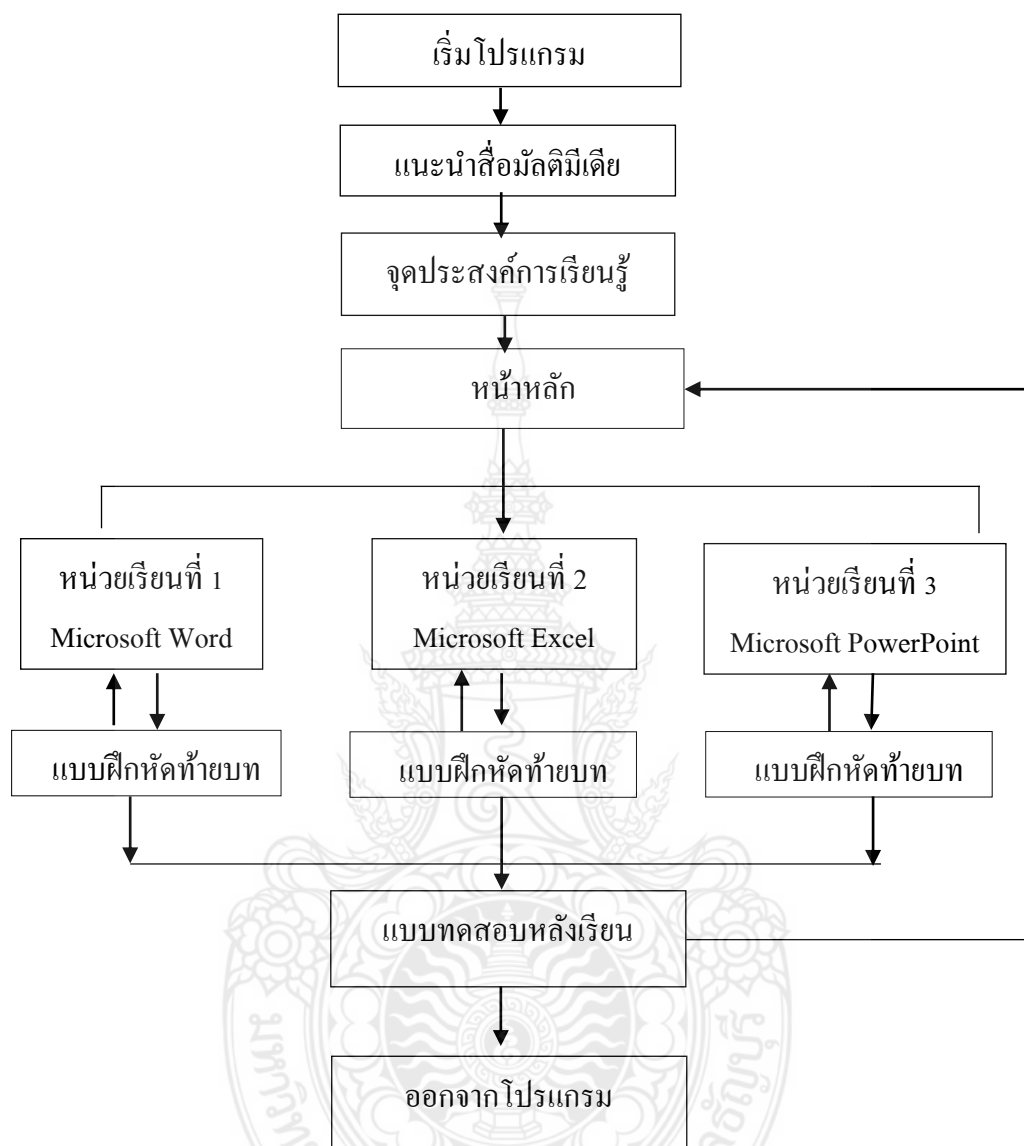 เริ่มโปรแกรม
แนะนำสื่อมัลติมีเดีย
จุดประสงค์การเรียนรู้
หน้าหลัก
หน่วยเรียนที่ 1
Microsoft Word
หน่วยเรียนที่ 2
Microsoft Excel
หน่วยเรียนที่ 3
Microsoft PowerPoint
แบบฝึกหัดท้ายบท
แบบฝึกหัดท้ายบท
แบบฝึกหัดท้ายบท
แบบทดสอบหลังเรียน
ออกจากโปรแกรม